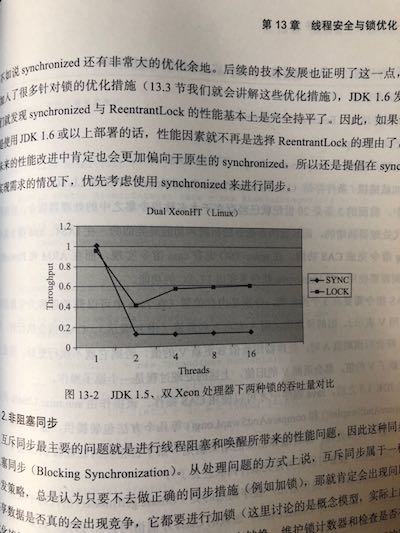 第13章 线程安全与锁优化
不如说 synchronized 还有非常大的优化余地。后续的技术发展也证明了这一点,
加入了很多针对锁的优化措施(13.3 节我们就会讲解这些优化措施),JDK 1.6 发
们就发现 synchronized 与 ReentrantLock 的性能基本上是完全持平了。因此,如果
是使用 JDK 1.6 或以上部署的话,性能因素就不再是选择 ReentrantLock 的理由了
未来的性能改进中肯定也会更加偏向于原生的 synchronized,所以还是提倡在 sync
实现需求的情况下,优先考虑使用 synchronized 来进行同步。
Dual XeonHT(Linux)
1.2
1
0.8
0.6
0.4
0.2
0
Throughput
SYNC
LOCK
1 2 4 8 16
Threads
图 13-2 JDK 1.5、双 Xeon 处理器下两种锁的吞吐量对比
2. 非阻塞同步
互斥同步最主要的问题就是进行线程阻塞和唤醒所带来的性能问题,因此这种同
塞同步(Blocking Synchronization)。从处理问题的方式上说,互斥同步属于一
发策略,总是认为只要不去做正确的同步措施(例如加锁),那就肯定会出现问
享数据是否真的会出现竞争,它都要进行加锁(这里讨论的是概念模型,实际上
维护锁计数器和检查是否